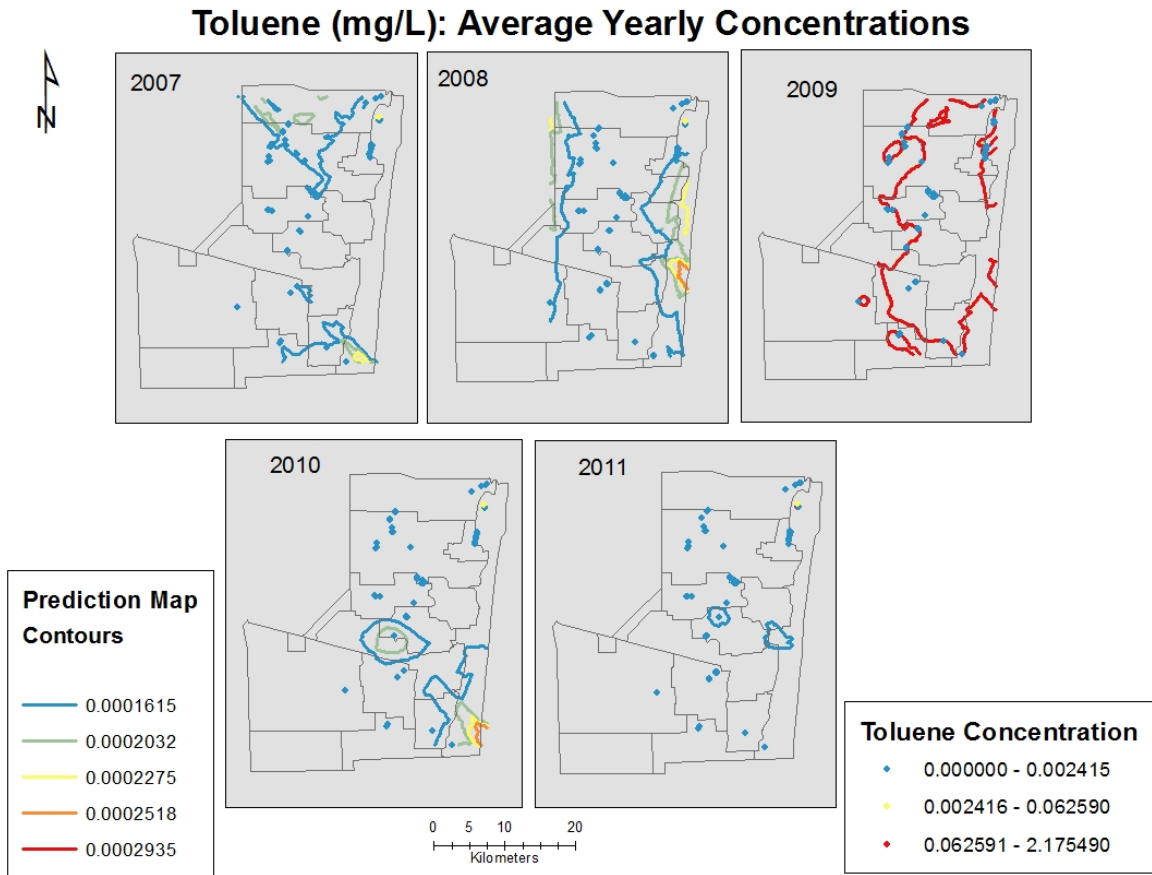 Toluene (mg/L): Average Yearly Concentrations
N
2007
2008
2009
2010
2011
Prediction Map
Contours
0.0001615
0.0002032
0.0002275
0.0002518
0.0002935
0 5 10 20
Kilometers
Toluene Concentration
0.000000 - 0.002415
0.002416 - 0.062590
0.062591 - 2.175490